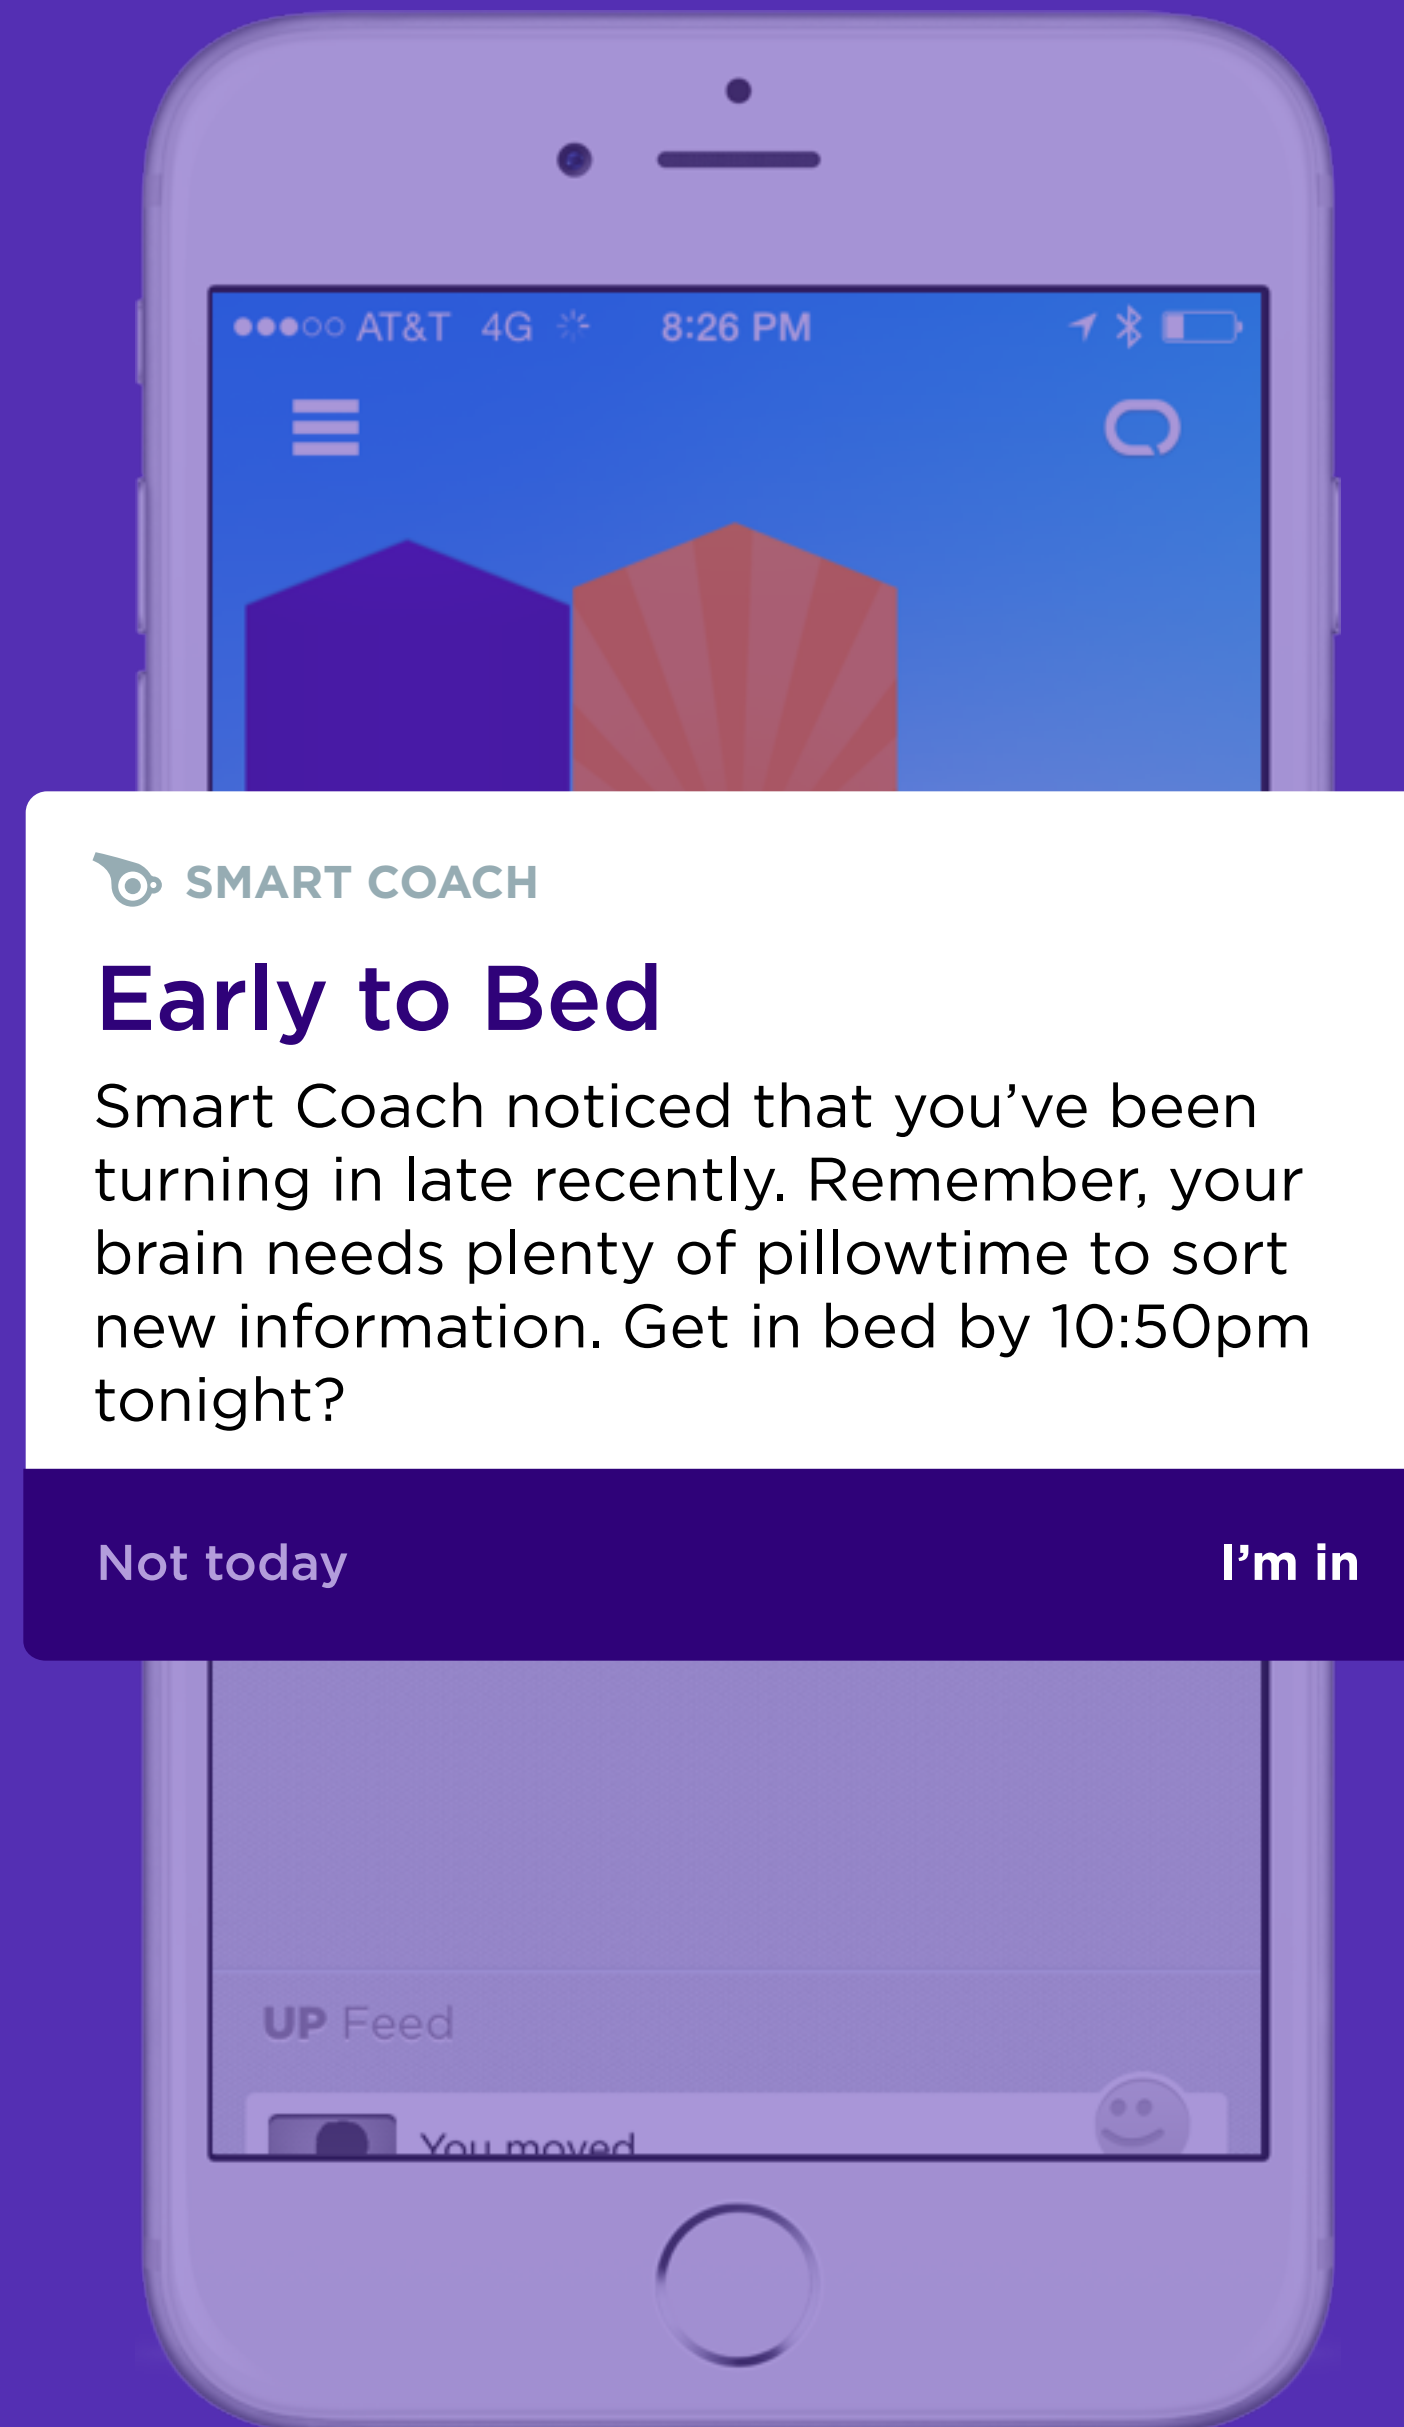 AT&T 4G 8:26 PM
SMART COACH
Early to Bed
Smart Coach noticed that you’ve been
turning in late recently. Remember, your
brain needs plenty of pillowtime to sort
new information. Get in bed by 10:50pm
tonight?
Not today I’m in
UP Feed
You moved